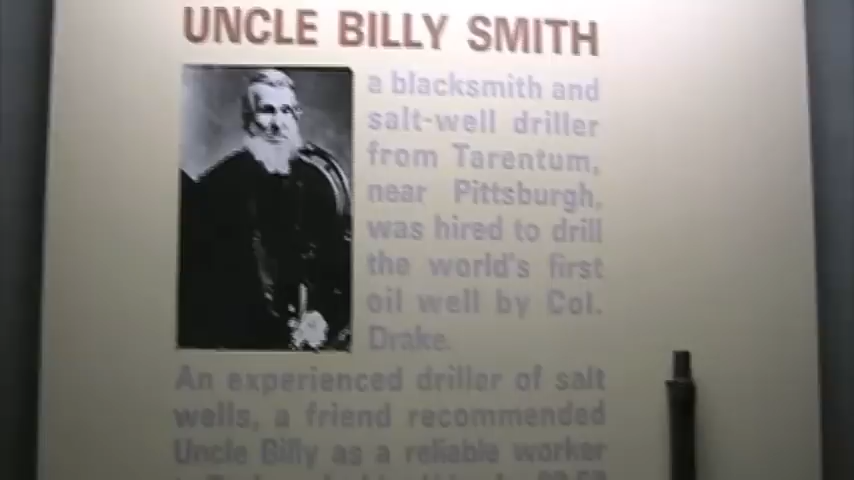 UNCLE BILLY SMITH
a blacksmith and
salt-well driller
from Tarentum,
near Pittsburgh,
was hired to drill
the world's first
oil well by Col.
Drake.
An experienced driller of salt
wells, a friend recommended
Uncle Billy as a reliable worker